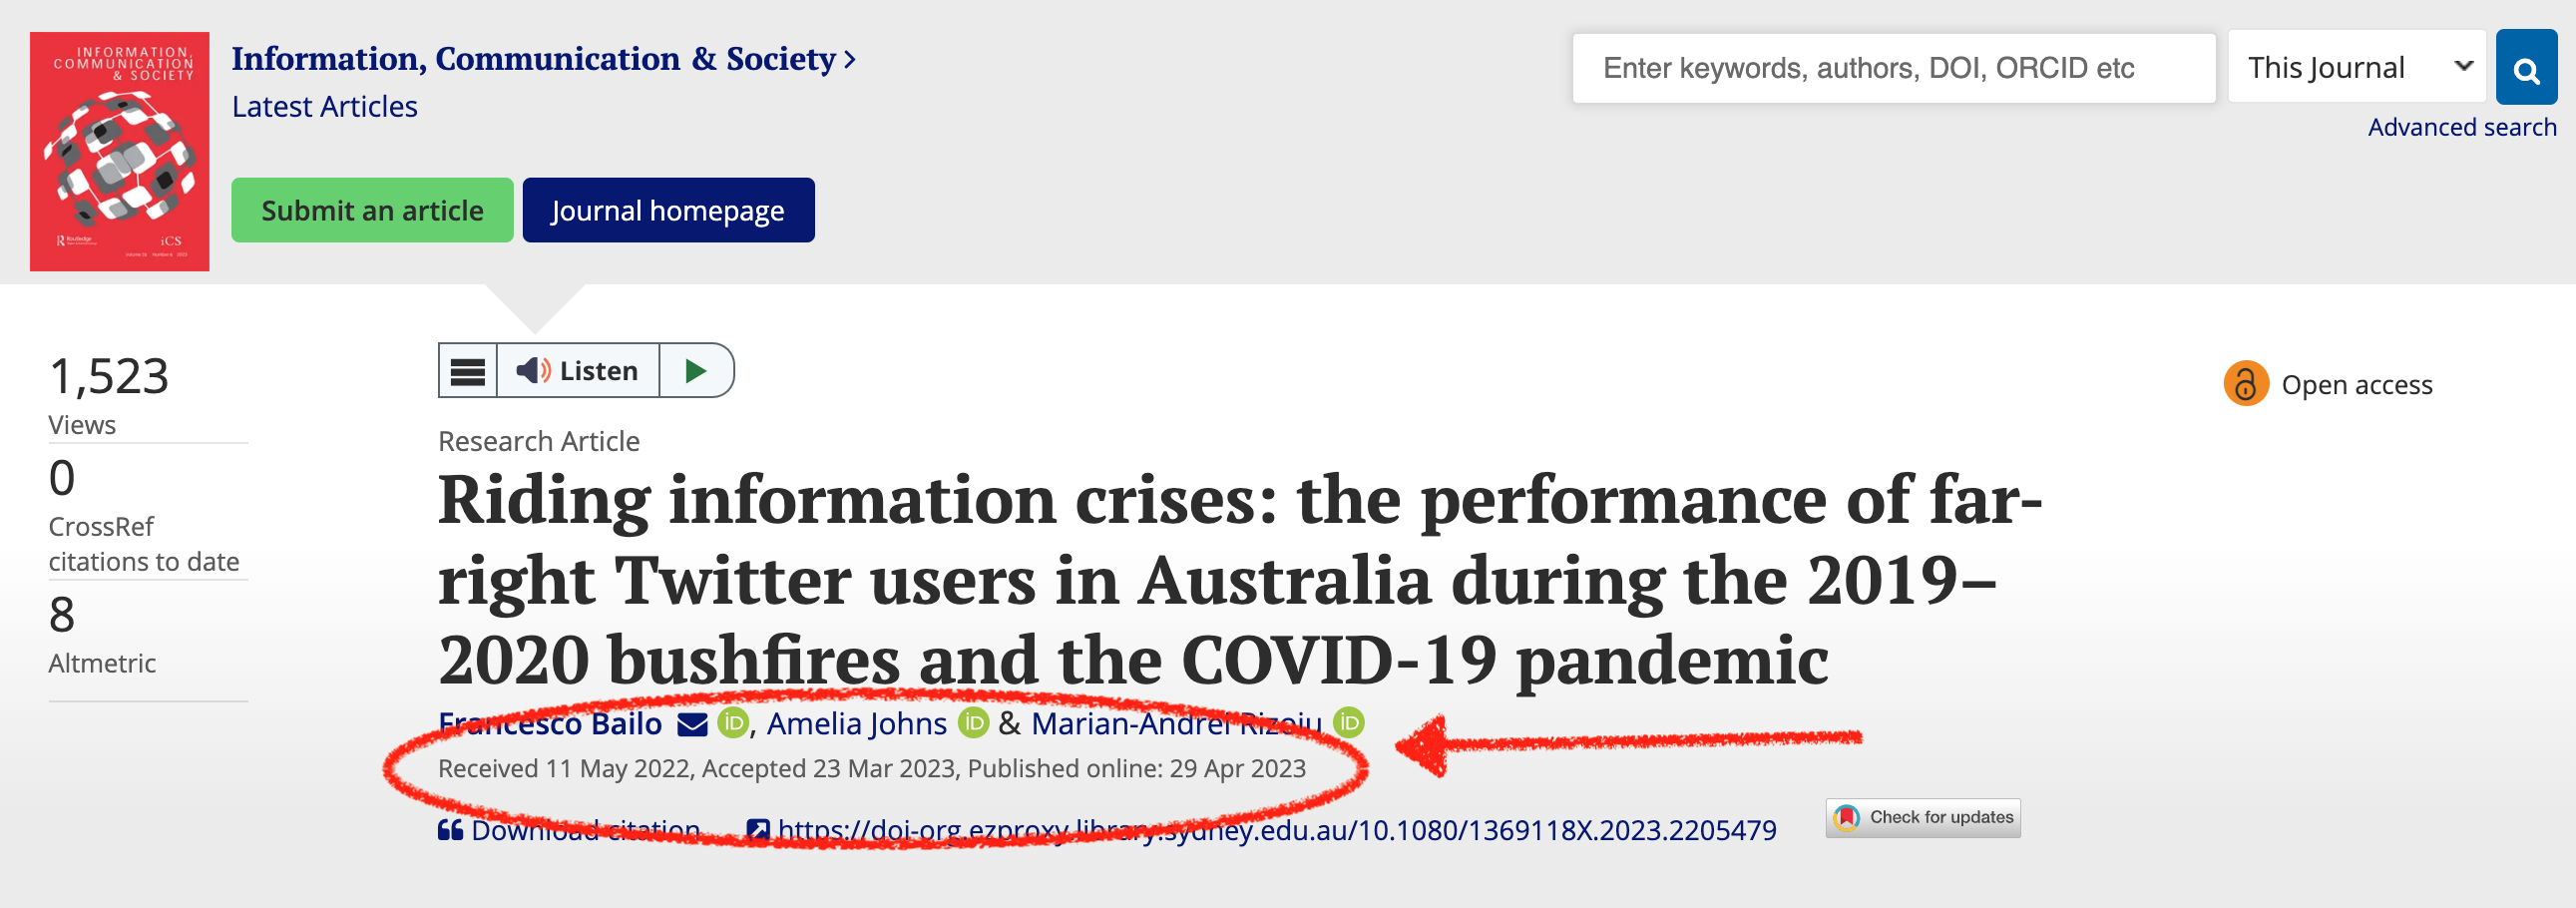 INFORMATION,
COMMUNICATION
& SOCIETY
Routledge
iCS
Information, Communication & Society
Latest Articles
Submit an article
Journal homepage
Enter keywords, authors, DOI, ORCID etc
This Journal
Advanced search
1,523
Views
0
CrossRef
citations to date
8
Altmetric
Listen
Open access
Research Article
Riding information crises: the performance of far-
right Twitter users in Australia during the 2019–
2020 bushfires and the COVID-19 pandemic
Francesco Bailo iD, Amelia Johns iD & Marian-Andrei Rizoiu iD
Received 11 May 2022, Accepted 23 Mar 2023, Published online: 29 Apr 2023
Download citation https://doi-org.ezproxy.library.sydney.edu.au/10.1080/1369118X.2023.2205479
Check for updates